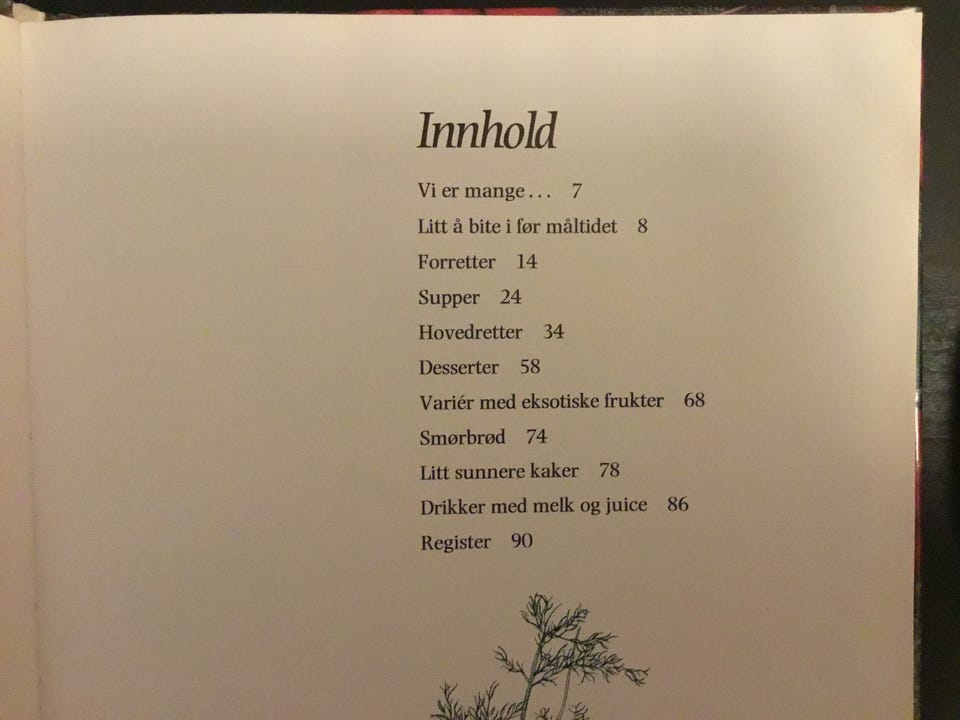 Innhold
Vi er mange... 7
Litt å bite i før måltidet 8
Forretter 14
Supper 24
Hovedretter 34
Desserter 58
Variér med eksotiske frukter 68
Smørbrød 74
Litt sunnere kaker 78
Drikker med melk og juice 86
Register 90